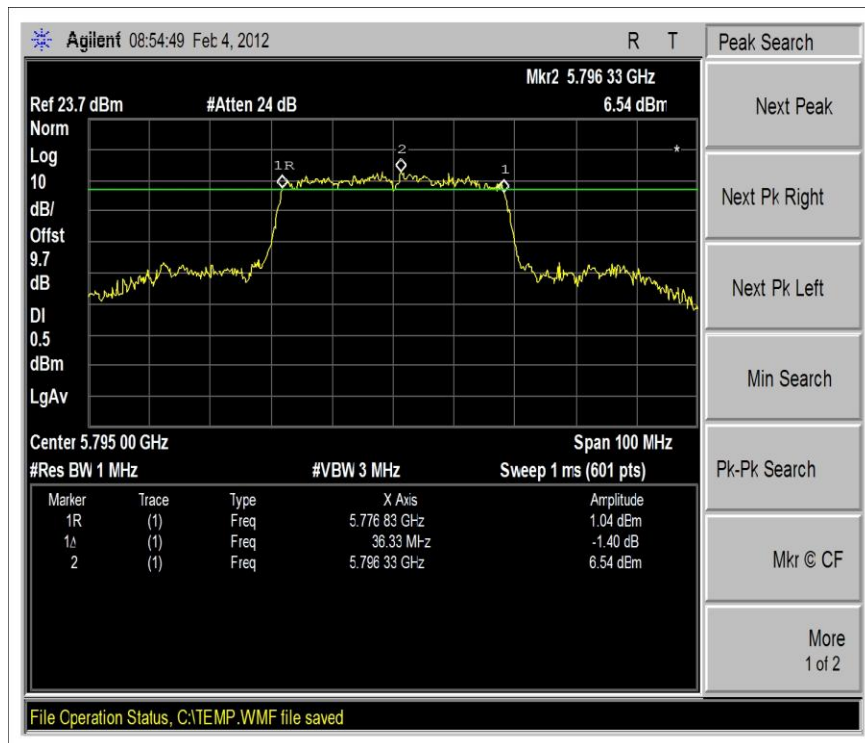 Agilent 08:54:49 Feb 4, 2012 R T
Peak Search
Mkr2 5.796 33 GHz
Ref 23.7 dBm #Atten 24 dB 6.54 dBm
Norm
Log
10
dB/
Offst
9.7
dB
DI
0.5
dBm
LgAv
1R
2
1
*
Center 5.795 00 GHz Span 100 MHz
#Res BW 1 MHz #VBW 3 MHz Sweep 1 ms (601 pts)
Marker Trace Type X Axis Amplitude
1R (1) Freq 5.776 83 GHz 1.04 dBm
1Δ (1) Freq 36.33 MHz -1.40 dB
2 (1) Freq 5.796 33 GHz 6.54 dBm
Next Peak
Next Pk Right
Next Pk Left
Min Search
Pk-Pk Search
Mkr © CF
More
1 of 2
File Operation Status, C:\TEMP.WMF file saved